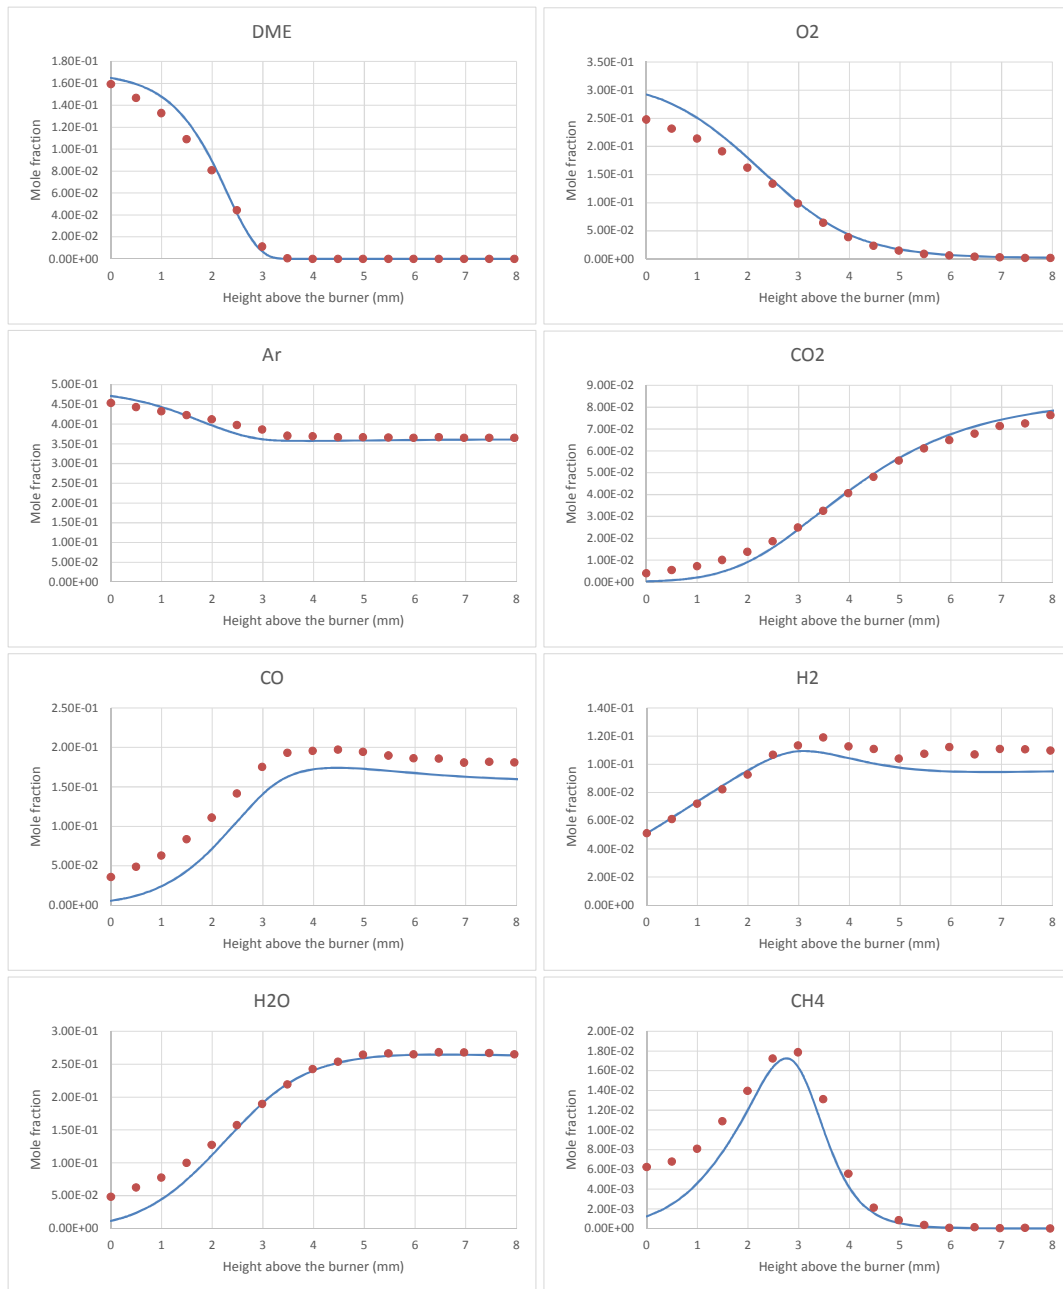 DME
1.80E-01
1.60E-01
1.40E-01
1.20E-01
1.00E-01
8.00E-02
6.00E-02
4.00E-02
2.00E-02
0.00E+00
Mole fraction
0 1 2 3 4 5 6 7 8
Height above the burner (mm)
O2
3.50E-01
3.00E-01
2.50E-01
2.00E-01
1.50E-01
1.00E-01
5.00E-02
0.00E+00
Mole fraction
0 1 2 3 4 5 6 7 8
Height above the burner (mm)
Ar
5.00E-01
4.50E-01
4.00E-01
3.50E-01
3.00E-01
2.50E-01
2.00E-01
1.50E-01
1.00E-01
5.00E-02
0.00E+00
Mole fraction
0 1 2 3 4 5 6 7 8
Height above the burner (mm)
CO2
9.00E-02
8.00E-02
7.00E-02
6.00E-02
5.00E-02
4.00E-02
3.00E-02
2.00E-02
1.00E-02
0.00E+00
Mole fraction
0 1 2 3 4 5 6 7 8
Height above the burner (mm)
CO
2.50E-01
2.00E-01
1.50E-01
1.00E-01
5.00E-02
0.00E+00
Mole fraction
0 1 2 3 4 5 6 7 8
Height above the burner (mm)
H2
1.40E-01
1.20E-01
1.00E-01
8.00E-02
6.00E-02
4.00E-02
2.00E-02
0.00E+00
Mole fraction
0 1 2 3 4 5 6 7 8
Height above the burner (mm)
H2O
3.00E-01
2.50E-01
2.00E-01
1.50E-01
1.00E-01
5.00E-02
0.00E+00
Mole fraction
0 1 2 3 4 5 6 7 8
Height above the burner (mm)
CH4
2.00E-02
1.80E-02
1.60E-02
1.40E-02
1.20E-02
1.00E-02
8.00E-03
6.00E-03
4.00E-03
2.00E-03
0.00E+00
Mole fraction
0 1 2 3 4 5 6 7 8
Height above the burner (mm)